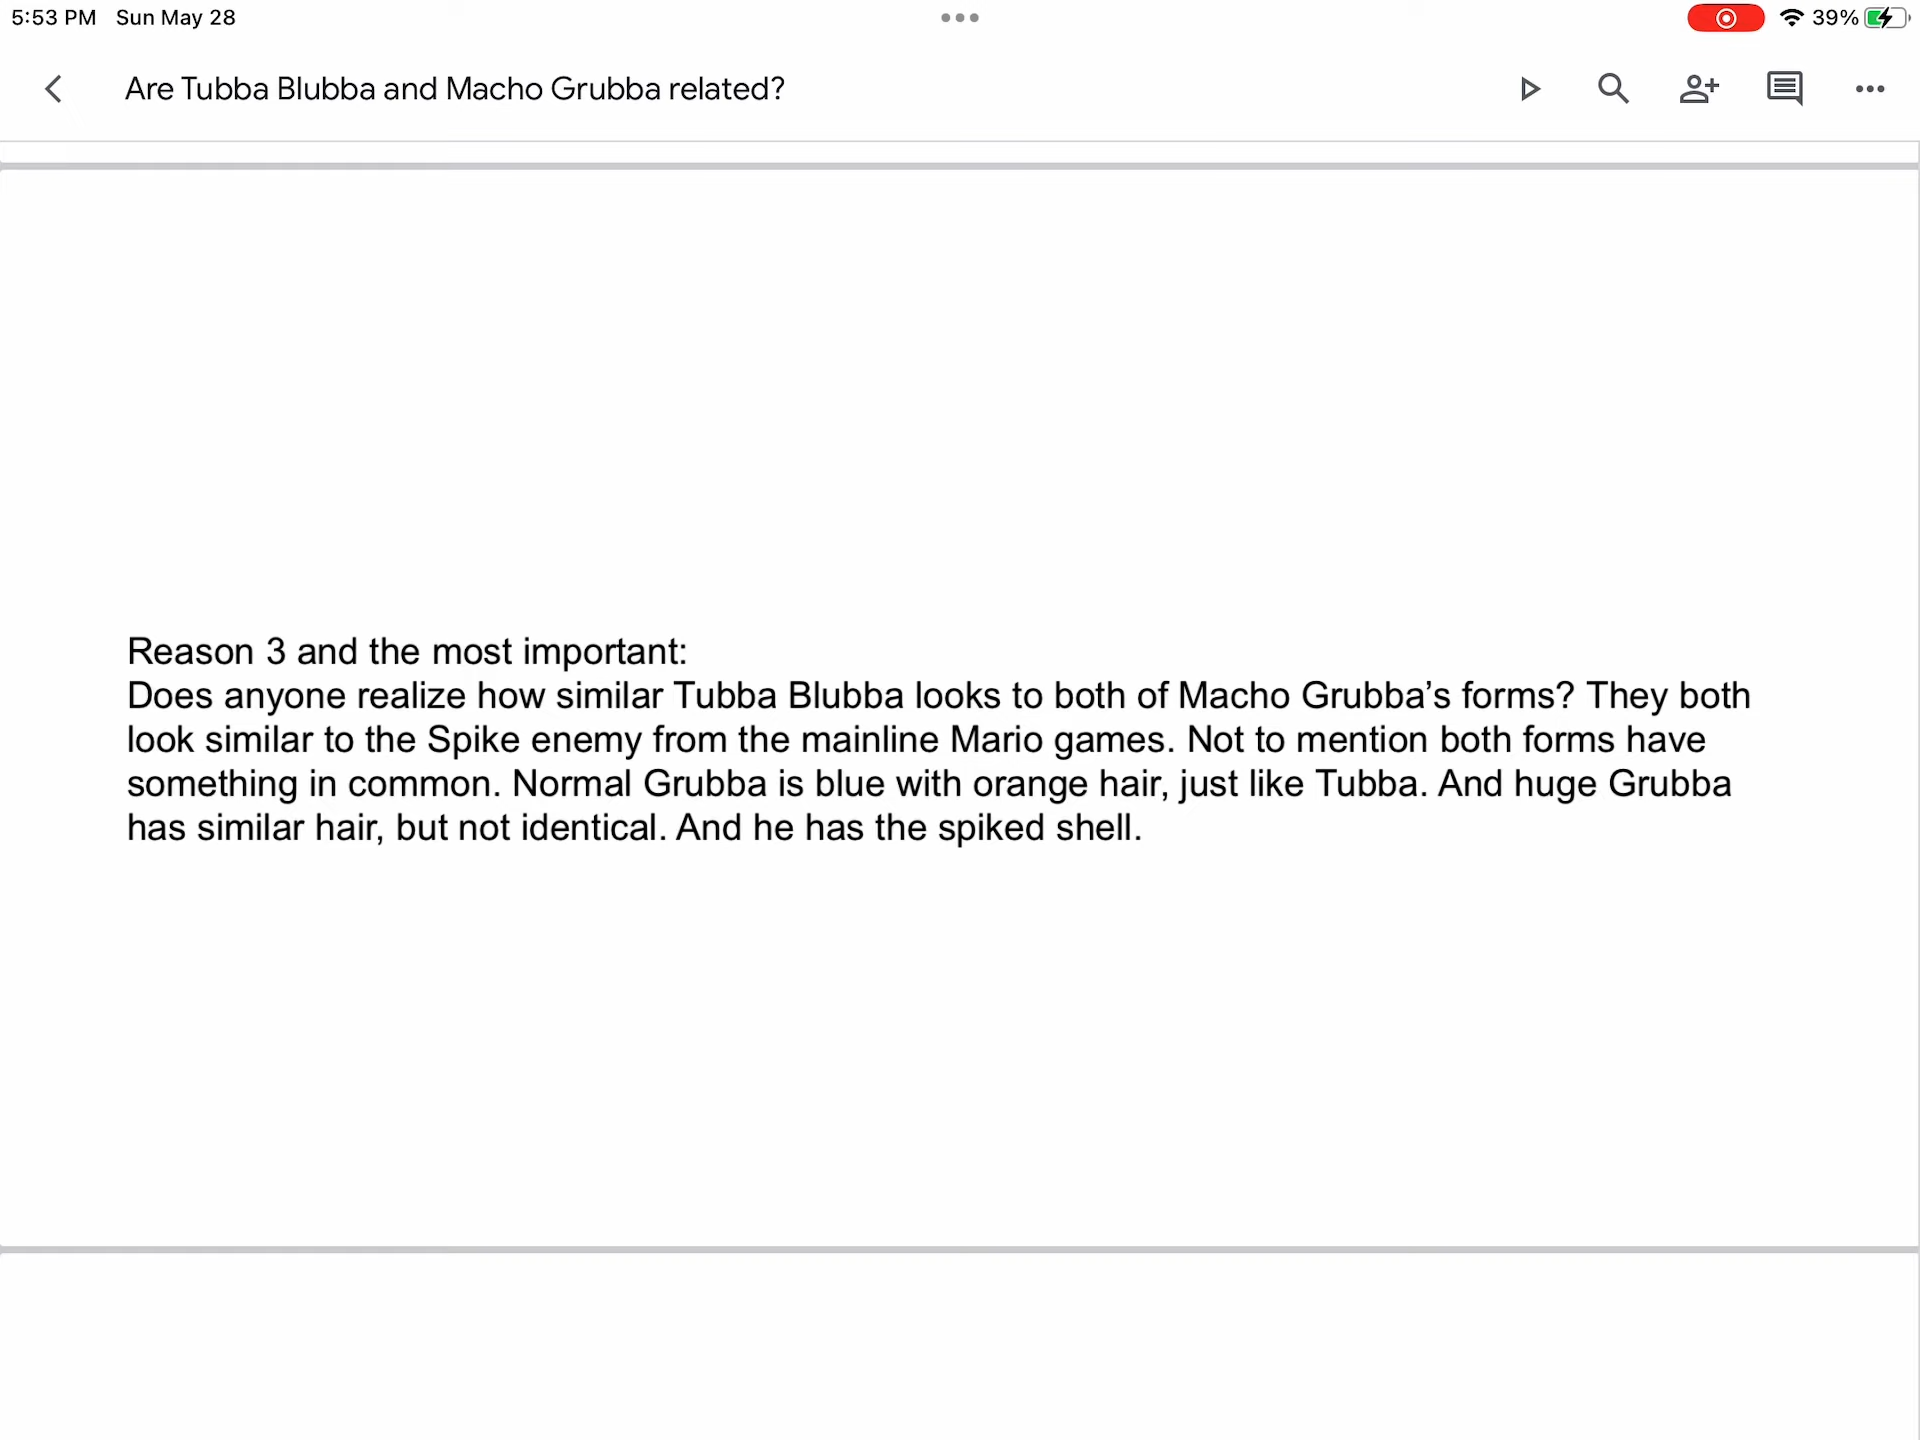 5:53 PM Sun May 28
39%
Are Tubba Blubba and Macho Grubba related?
Reason 3 and the most important:
Does anyone realize how similar Tubba Blubba looks to both of Macho Grubba’s forms? They both
look similar to the Spike enemy from the mainline Mario games. Not to mention both forms have
something in common. Normal Grubba is blue with orange hair, just like Tubba. And huge Grubba
has similar hair, but not identical. And he has the spiked shell.